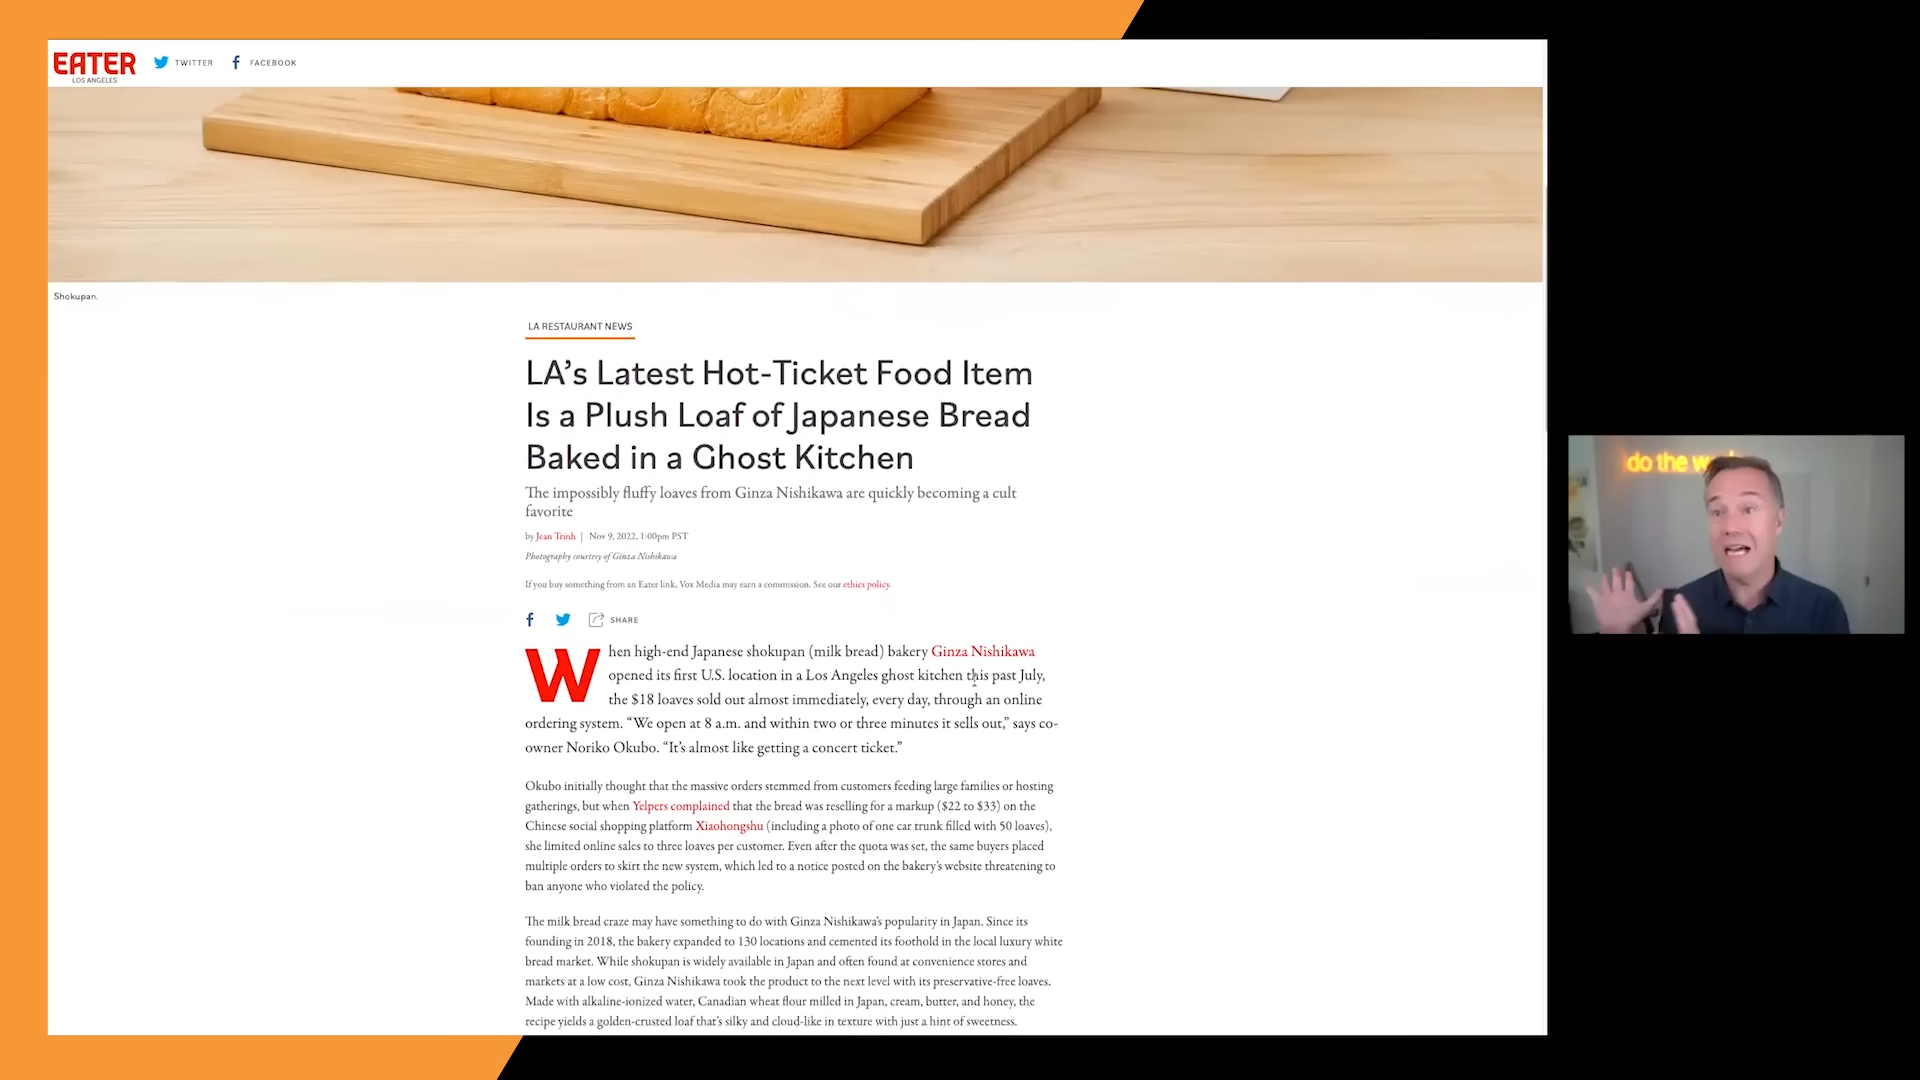 EATER
LOS ANGELES
TWITTER
FACEBOOK
Shokupan.
LA RESTAURANT NEWS
LA’s Latest Hot-Ticket Food Item
Is a Plush Loaf of Japanese Bread
Baked in a Ghost Kitchen
The impossibly fluffy loaves from Ginza Nishikawa are quickly becoming a cult
favorite
by Jean Trinh | Nov 9, 2022, 1:00pm PST
Photography courtesy of Ginza Nishikawa
If you buy something from an Eater link, Vox Media may earn a commission. See our ethics policy.
SHARE
When high-end Japanese shokupan (milk bread) bakery Ginza Nishikawa
opened its first U.S. location in a Los Angeles ghost kitchen this past July,
the $18 loaves sold out almost immediately, every day, through an online
ordering system. “We open at 8 a.m. and within two or three minutes it sells out,” says co-
owner Noriko Okubo. “It’s almost like getting a concert ticket.”
Okubo initially thought that the massive orders stemmed from customers feeding large families or hosting
gatherings, but when Yelpers complained that the bread was reselling for a markup ($22 to $33) on the
Chinese social shopping platform Xiaohongshu (including a photo of one car trunk filled with 50 loaves),
she limited online sales to three loaves per customer. Even after the quota was set, the same buyers placed
multiple orders to skirt the new system, which led to a notice posted on the bakery’s website threatening to
ban anyone who violated the policy.
The milk bread craze may have something to do with Ginza Nishikawa’s popularity in Japan. Since its
founding in 2018, the bakery expanded to 130 locations and cemented its foothold in the local luxury white
bread market. While shokupan is widely available in Japan and often found at convenience stores and
markets at a low cost, Ginza Nishikawa took the product to the next level with its preservative-free loaves.
Made with alkaline-ionized water, Canadian wheat flour milled in Japan, cream, butter, and honey, the
recipe yields a golden-crusted loaf that’s silky and cloud-like in texture with just a hint of sweetness.
do the